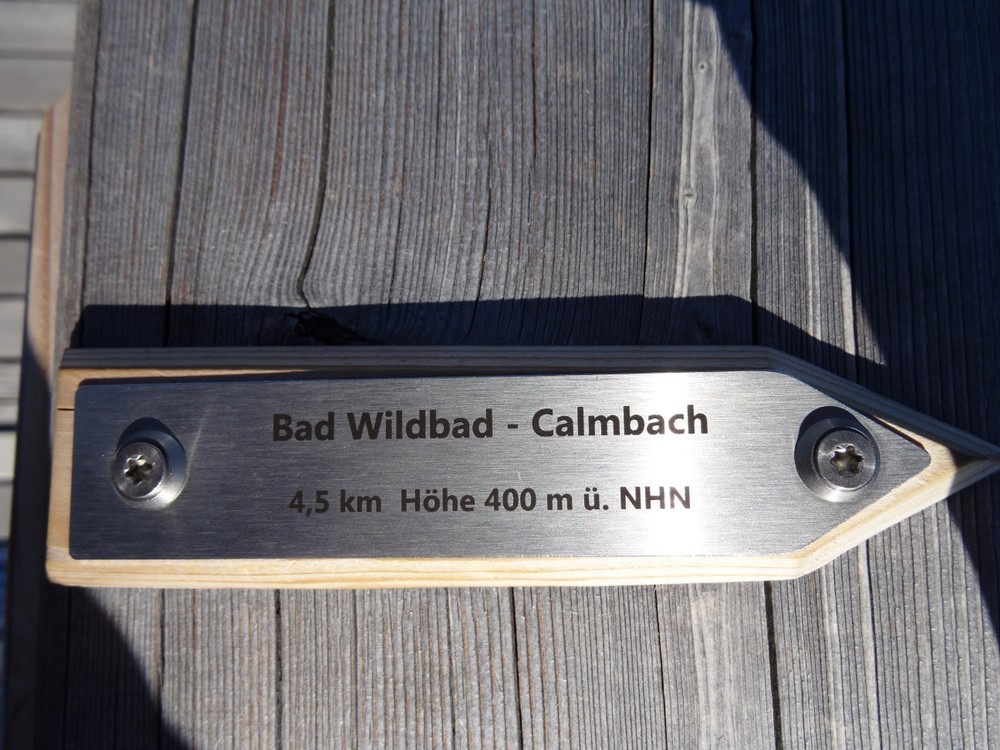 Bad Wildbad - Calmbach
4,5 km Höhe 400 m ü. NHN